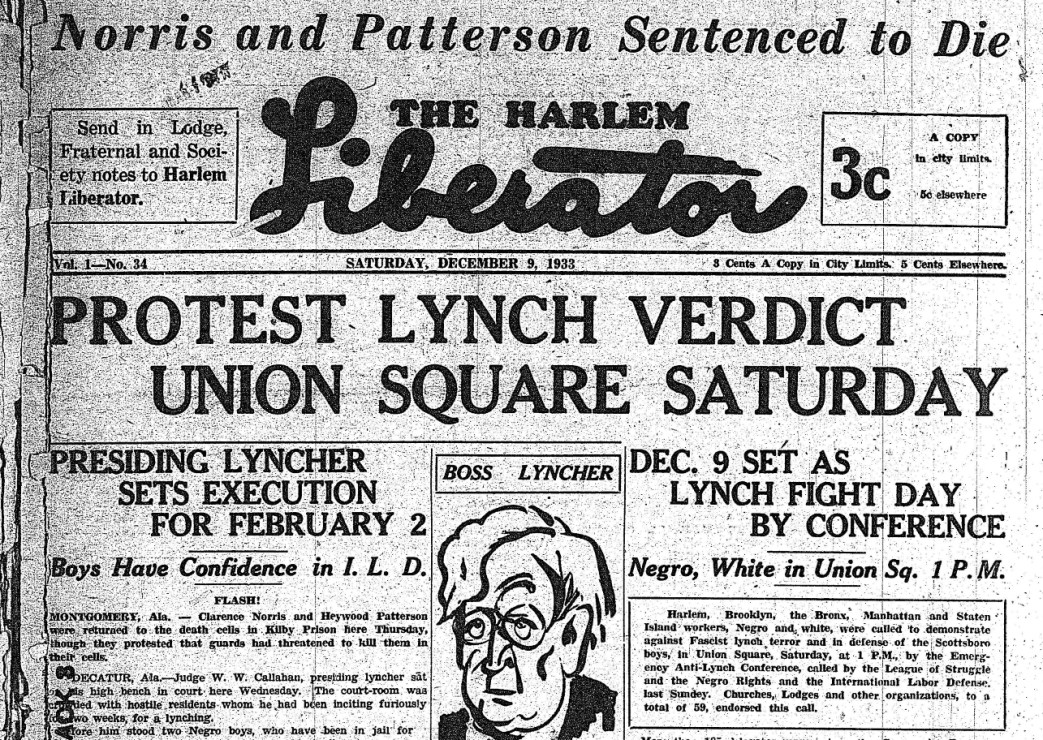 Norris and Patterson Sentenced to Die
Send in Lodge,
Fraternal and Soci-
ety notes to Harlem
Liberator.
THE HARLEM
Liberator
3c
A COPY
in city limits.
5c elsewhere
Vol. 1—No. 34
SATURDAY, DECEMBER 9, 1933
3 Cents A Copy in City Limits. 5 Cents Elsewhere.
PROTEST LYNCH VERDICT
UNION SQUARE SATURDAY
PRESIDING LYNCHER
SETS EXECUTION
FOR FEBRUARY 2
Boys Have Confidence in I. L. D.
FLASH!
MONTGOMERY, Ala. — Clarence Norris and Heywood Patterson
were returned to the death cells in Kilby Prison here Thursday,
though they protested that guards had threatened to kill them in
their cells.
DECATUR, Ala.—Judge W. W. Callahan, presiding lyncher sat
his high bench in court here Wednesday. The court-room was
with hostile residents whom he had been inciting furiously
two weeks, for a lynching.
him stood two Negro boys, who have been in jail for
BOSS LYNCHER
DEC. 9 SET AS
LYNCH FIGHT DAY
BY CONFERENCE
Negro, White in Union Sq. 1 P.M.
Harlem, Brooklyn, the Bronx, Manhattan and Staten
Island workers, Negro and white, were called to demonstrate
against Fascist lynch terror and in defense of the Scottsboro
boys, in Union Square, Saturday, at 1 P.M., by the Emerg-
ency Anti-Lynch Conference, called by the League of Struggle
and the Negro Rights and the International Labor Defense,
last Sunday. Churches, Lodges and other organizations, to a
total of 59, endorsed this call.